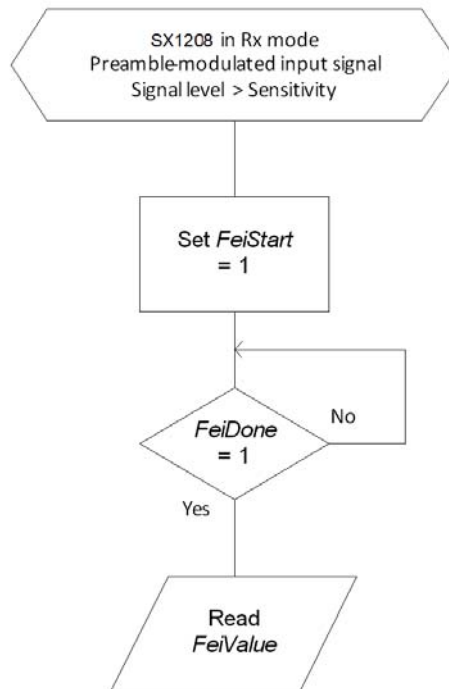 SX1208 in Rx mode
Preamble-modulated input signal
Signal level > Sensitivity
Set FeiStart
= 1
FeiDone
= 1
No
Yes
Read
FeiValue